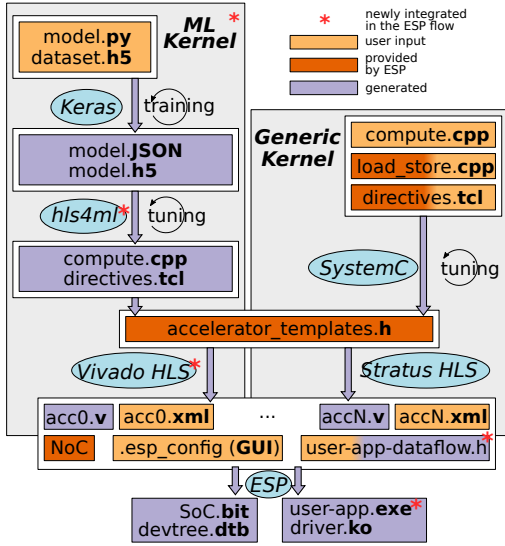 * newly integrated
in the ESP flow
user input
provided
by ESP
generated
ML *
Kernel
model.py
dataset.h5
Keras
training
model.JSON
model.h5
hls4ml*
tuning
compute.cpp
directives.tcl
Generic
Kernel
compute.cpp
load_store.cpp
directives.tcl
SystemC
tuning
accelerator_templates.h
Vivado HLS*
Stratus HLS
acc0.v acc0.xml ... accN.v accN.xml
NoC .esp_config (GUI) user-app-dataflow.h*
ESP
SoC.bit
devtree.dtb
user-app.exe*
driver.ko